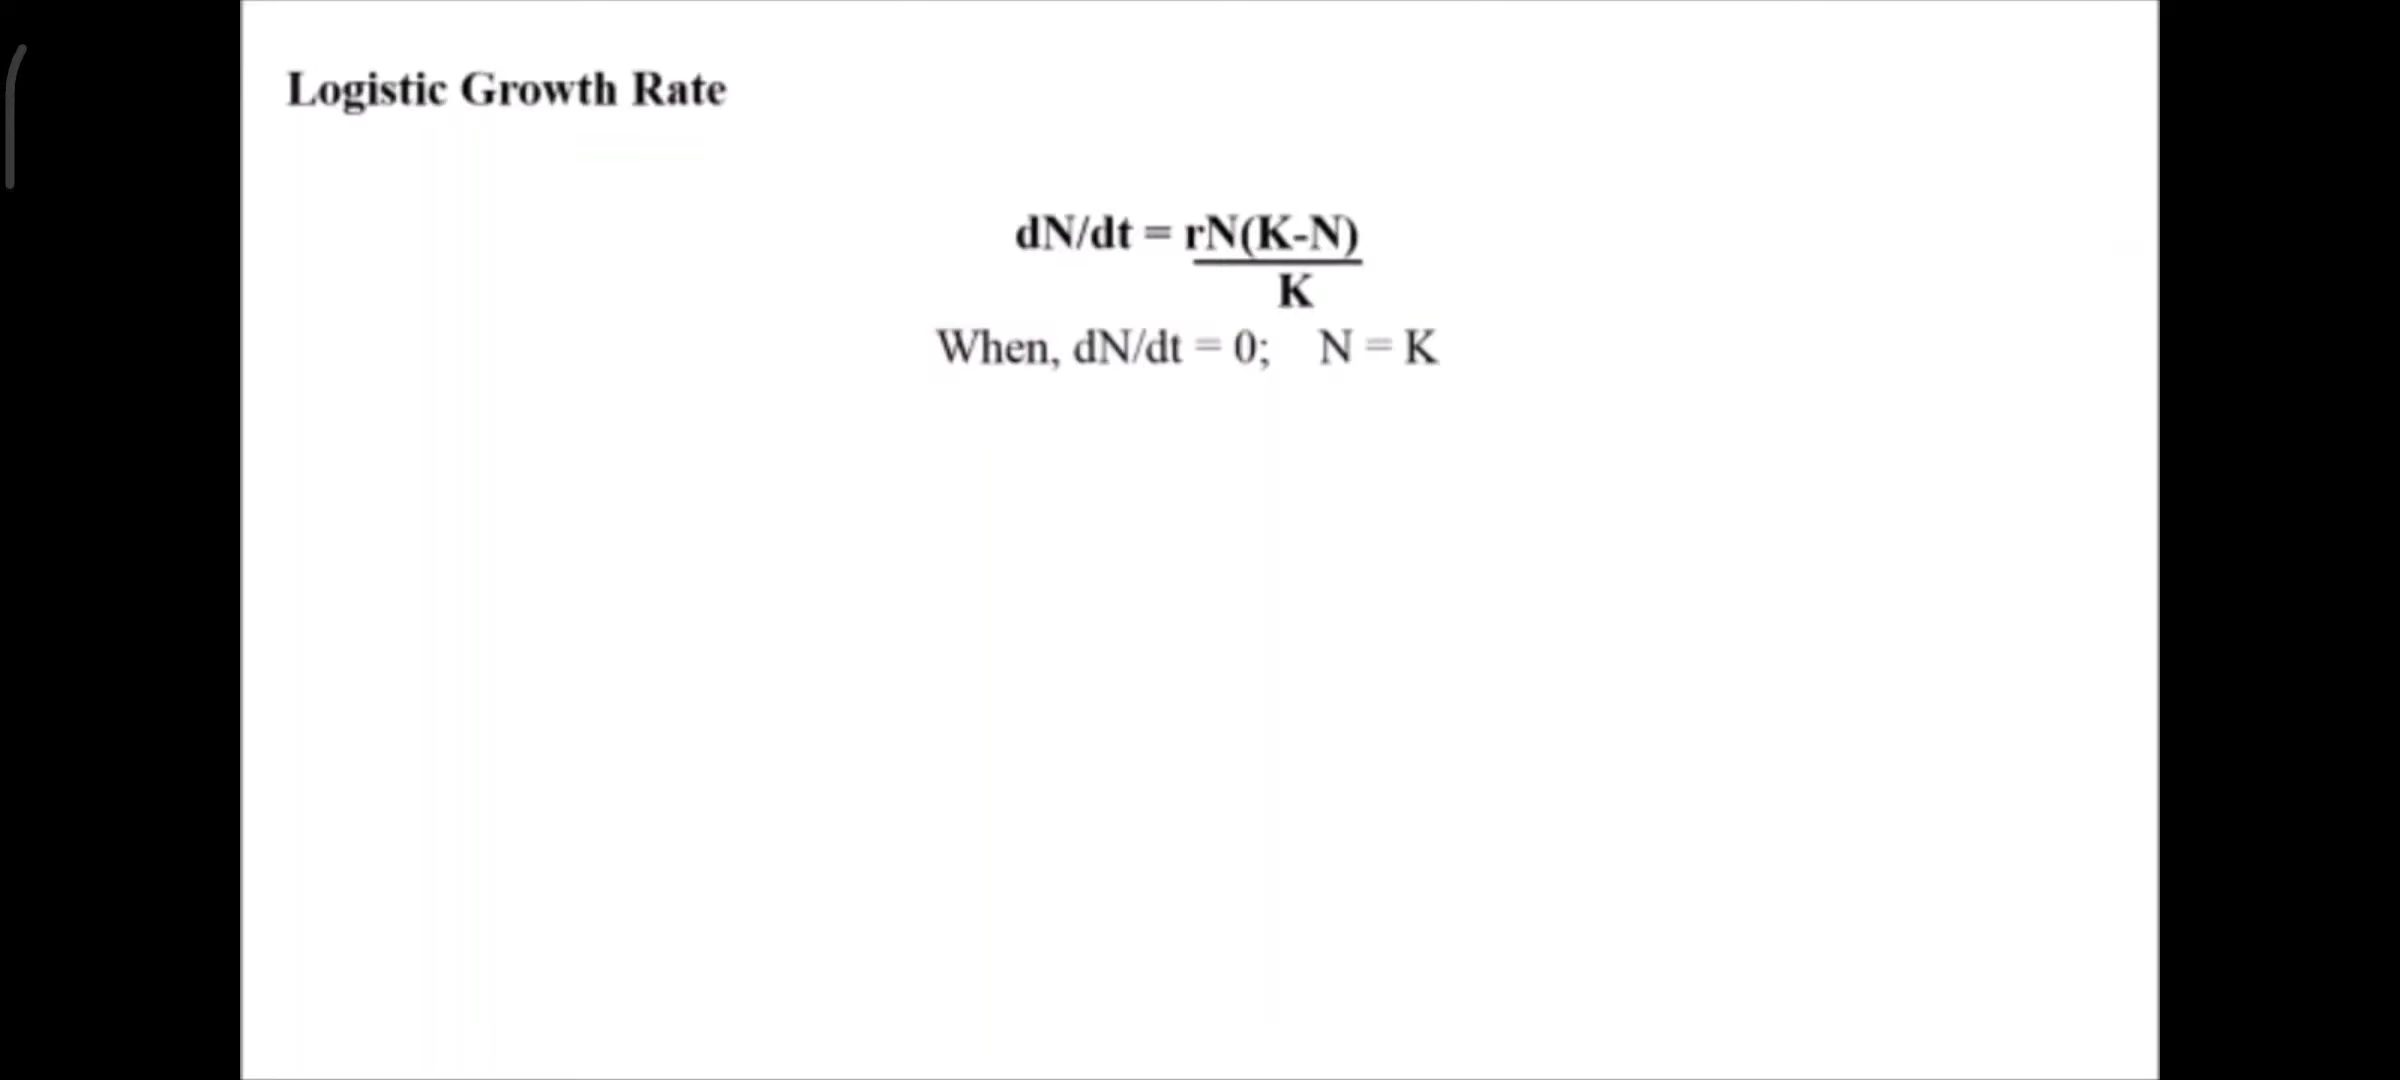 Logistic Growth Rate
dN/dt = rN(K-N)
K
When, dN/dt = 0; N = K